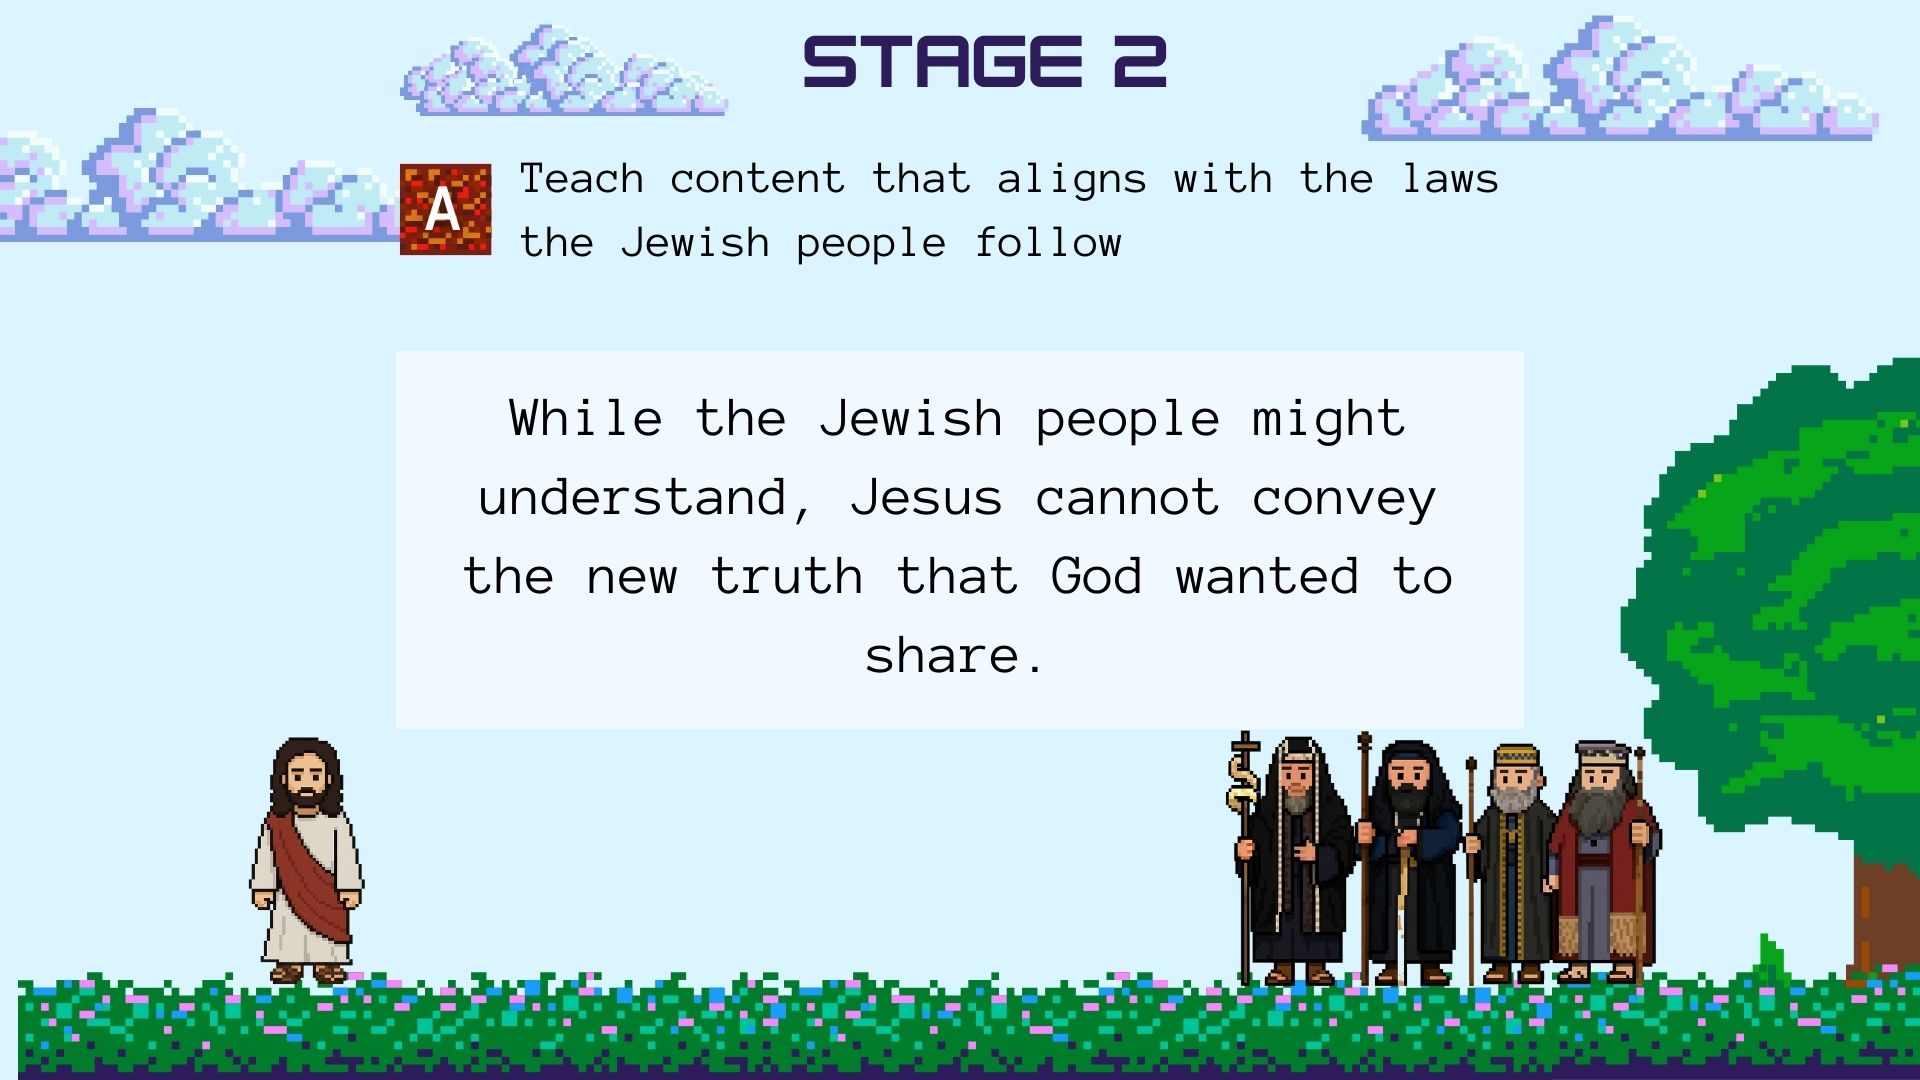 STAGE 2
A
Teach content that aligns with the laws
the Jewish people follow
While the Jewish people might
understand, Jesus cannot convey
the new truth that God wanted to
share.